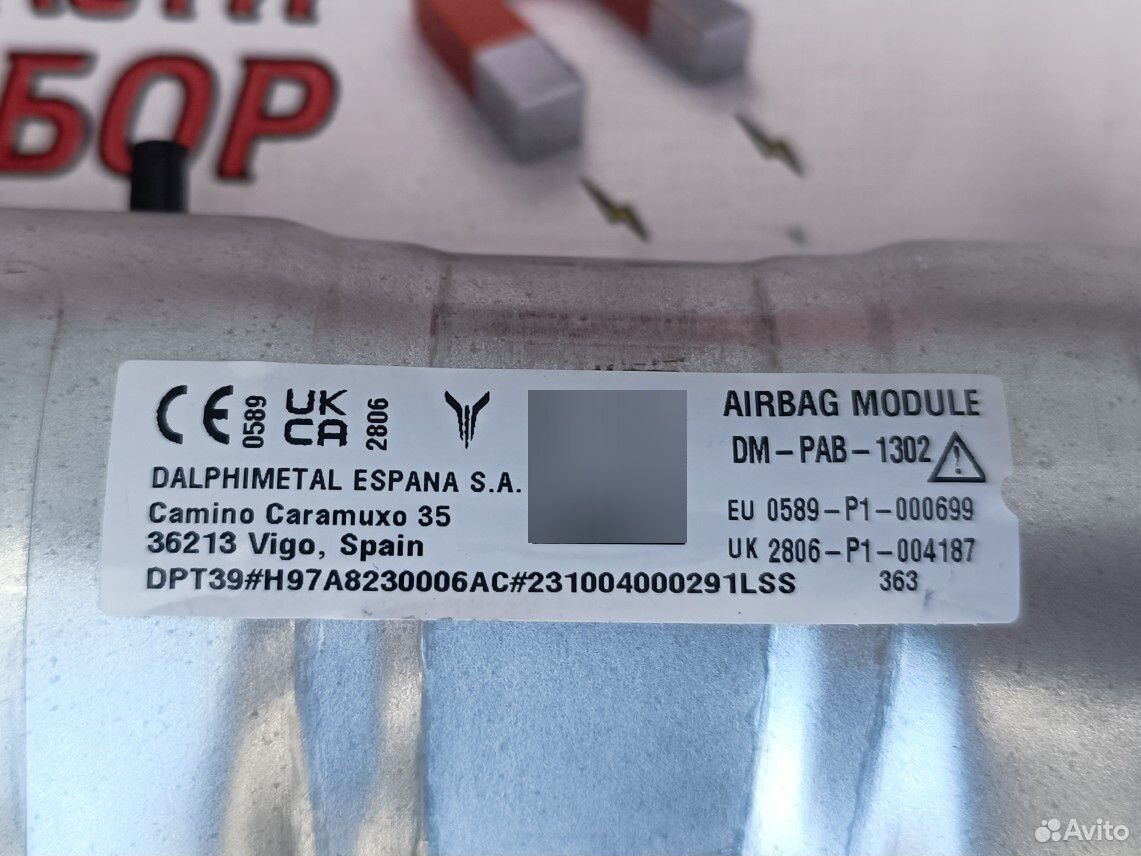 БОР
CE 0589 UK CA 2806
AIRBAG MODULE
DM-PAB-1302
DALPHIMETAL ESPANA S.A.
Camino Caramuxo 35
36213 Vigo, Spain
EU 0589-P1-000699
UK 2806-P1-004187
DPT39#H97A8230006AC#231004000291LSS
363
Avito